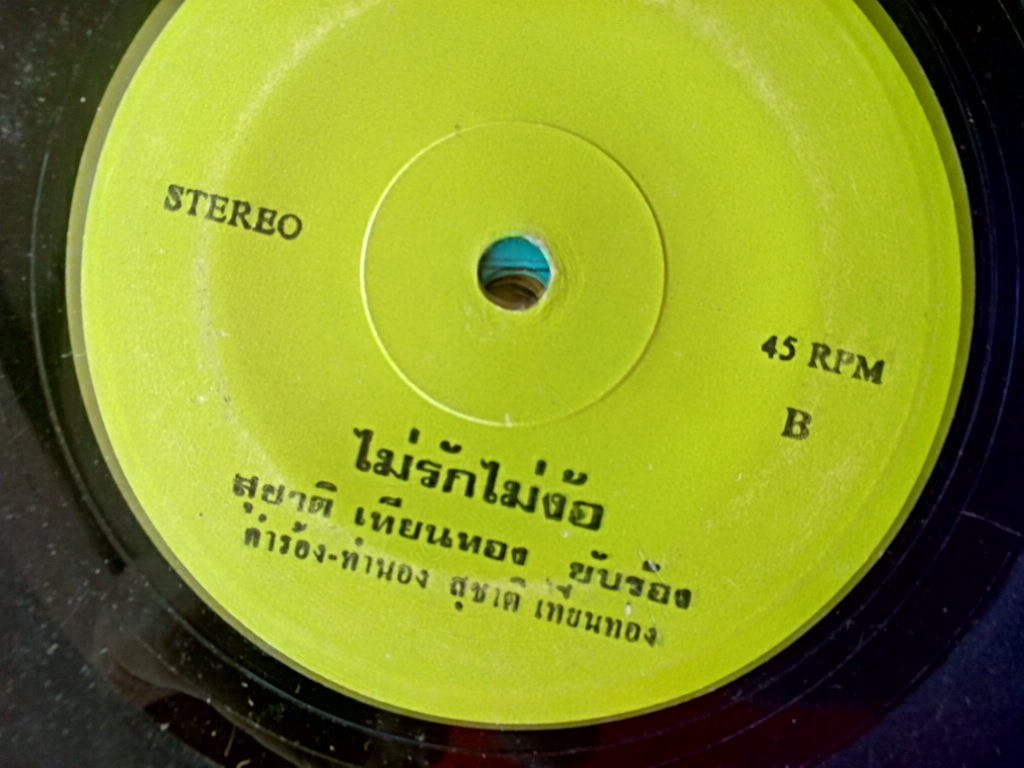 STEREO
45 RPM
B
ไม่รักไม่ง้อ
สุชาติ เทียนทอง ขับร้อง
คำร้อง-ทำนอง สุชาติ เทียนทอง